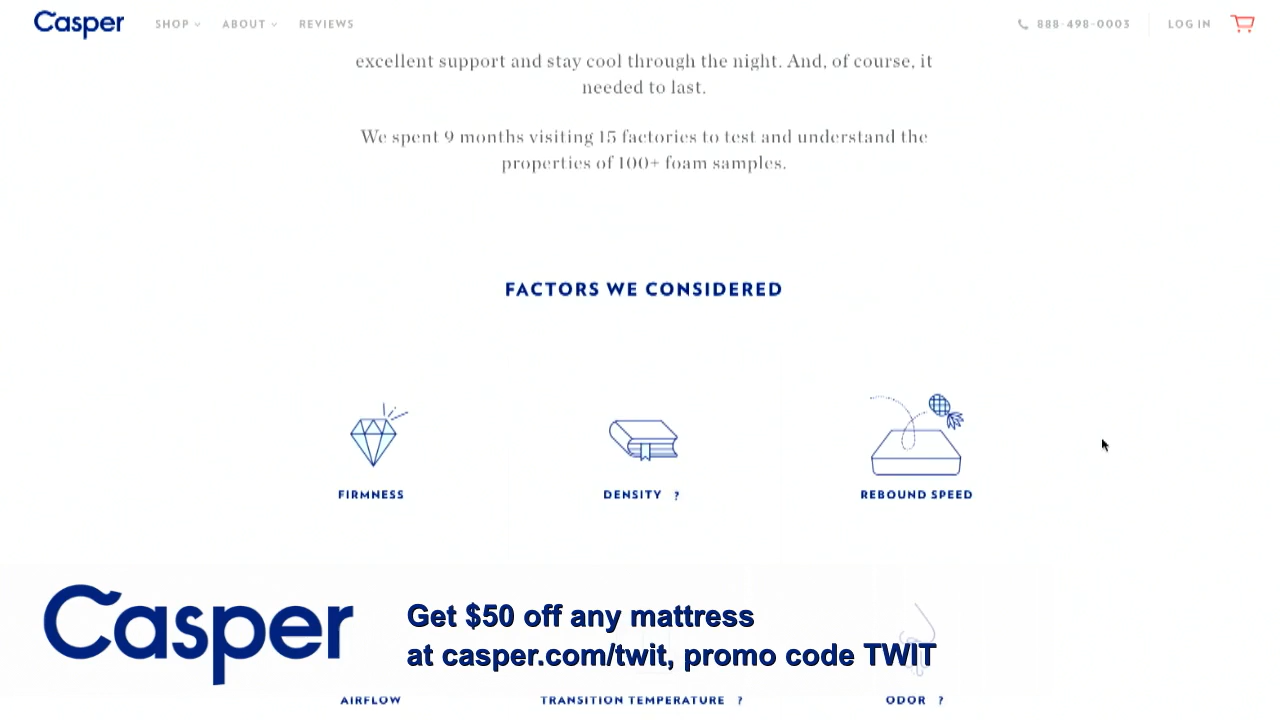 Casper SHOP ABOUT REVIEWS 888-498-0003 LOG IN
excellent support and stay cool through the night. And, of course, it
needed to last.
We spent 9 months visiting 15 factories to test and understand the
properties of 100+ foam samples.
FACTORS WE CONSIDERED
FIRMNESS DENSITY ? REBOUND SPEED
Casper
Get $50 off any mattress
at casper.com/twit, promo code TWIT
AIRFLOW TRANSITION TEMPERATURE ? ODOR ?